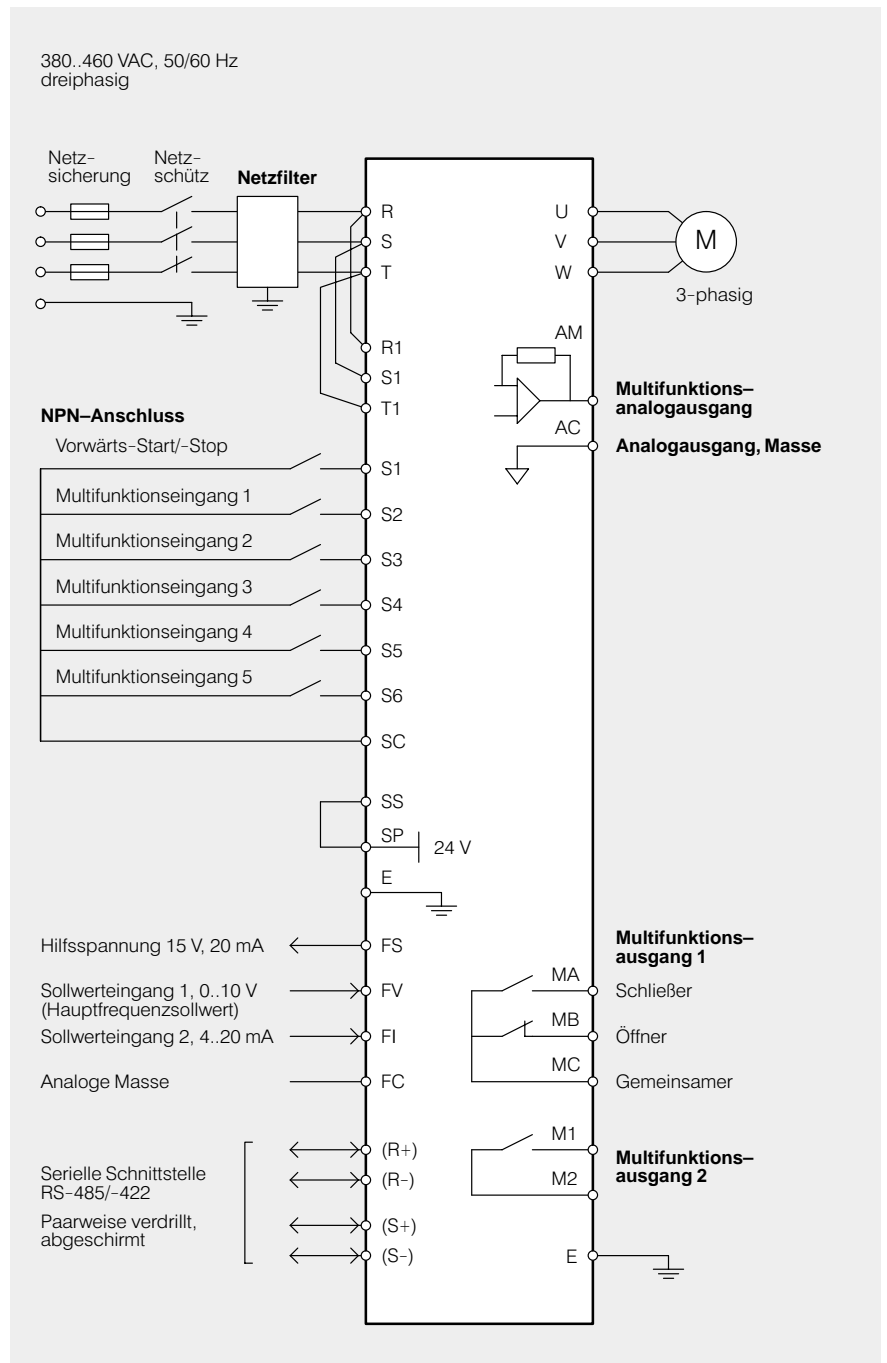 380..460 VAC, 50/60 Hz
dreiphasig
Netz-
sicherung
Netz-
schütz
Netzfilter
R
S
T
R1
S1
T1
U
V
W
M
3-phasig
AM
Multifunktions–
analogausgang
AC
Analogausgang, Masse
NPN–Anschluss
Vorwärts-Start/-Stop
S1
Multifunktionseingang 1
S2
Multifunktionseingang 2
S3
Multifunktionseingang 3
S4
Multifunktionseingang 4
S5
Multifunktionseingang 5
S6
SC
SS
SP
24 V
E
Hilfsspannung 15 V, 20 mA
FS
Sollwerteingang 1, 0..10 V
(Hauptfrequenzsollwert)
FV
Sollwerteingang 2, 4..20 mA
FI
Analoge Masse
FC
Multifunktions–
ausgang 1
MA
Schließer
MB
Öffner
MC
Gemeinsamer
Serielle Schnittstelle
RS-485/-422
Paarweise verdrillt,
abgeschirmt
(R+)
(R-)
(S+)
(S-)
M1
M2
Multifunktions–
ausgang 2
E